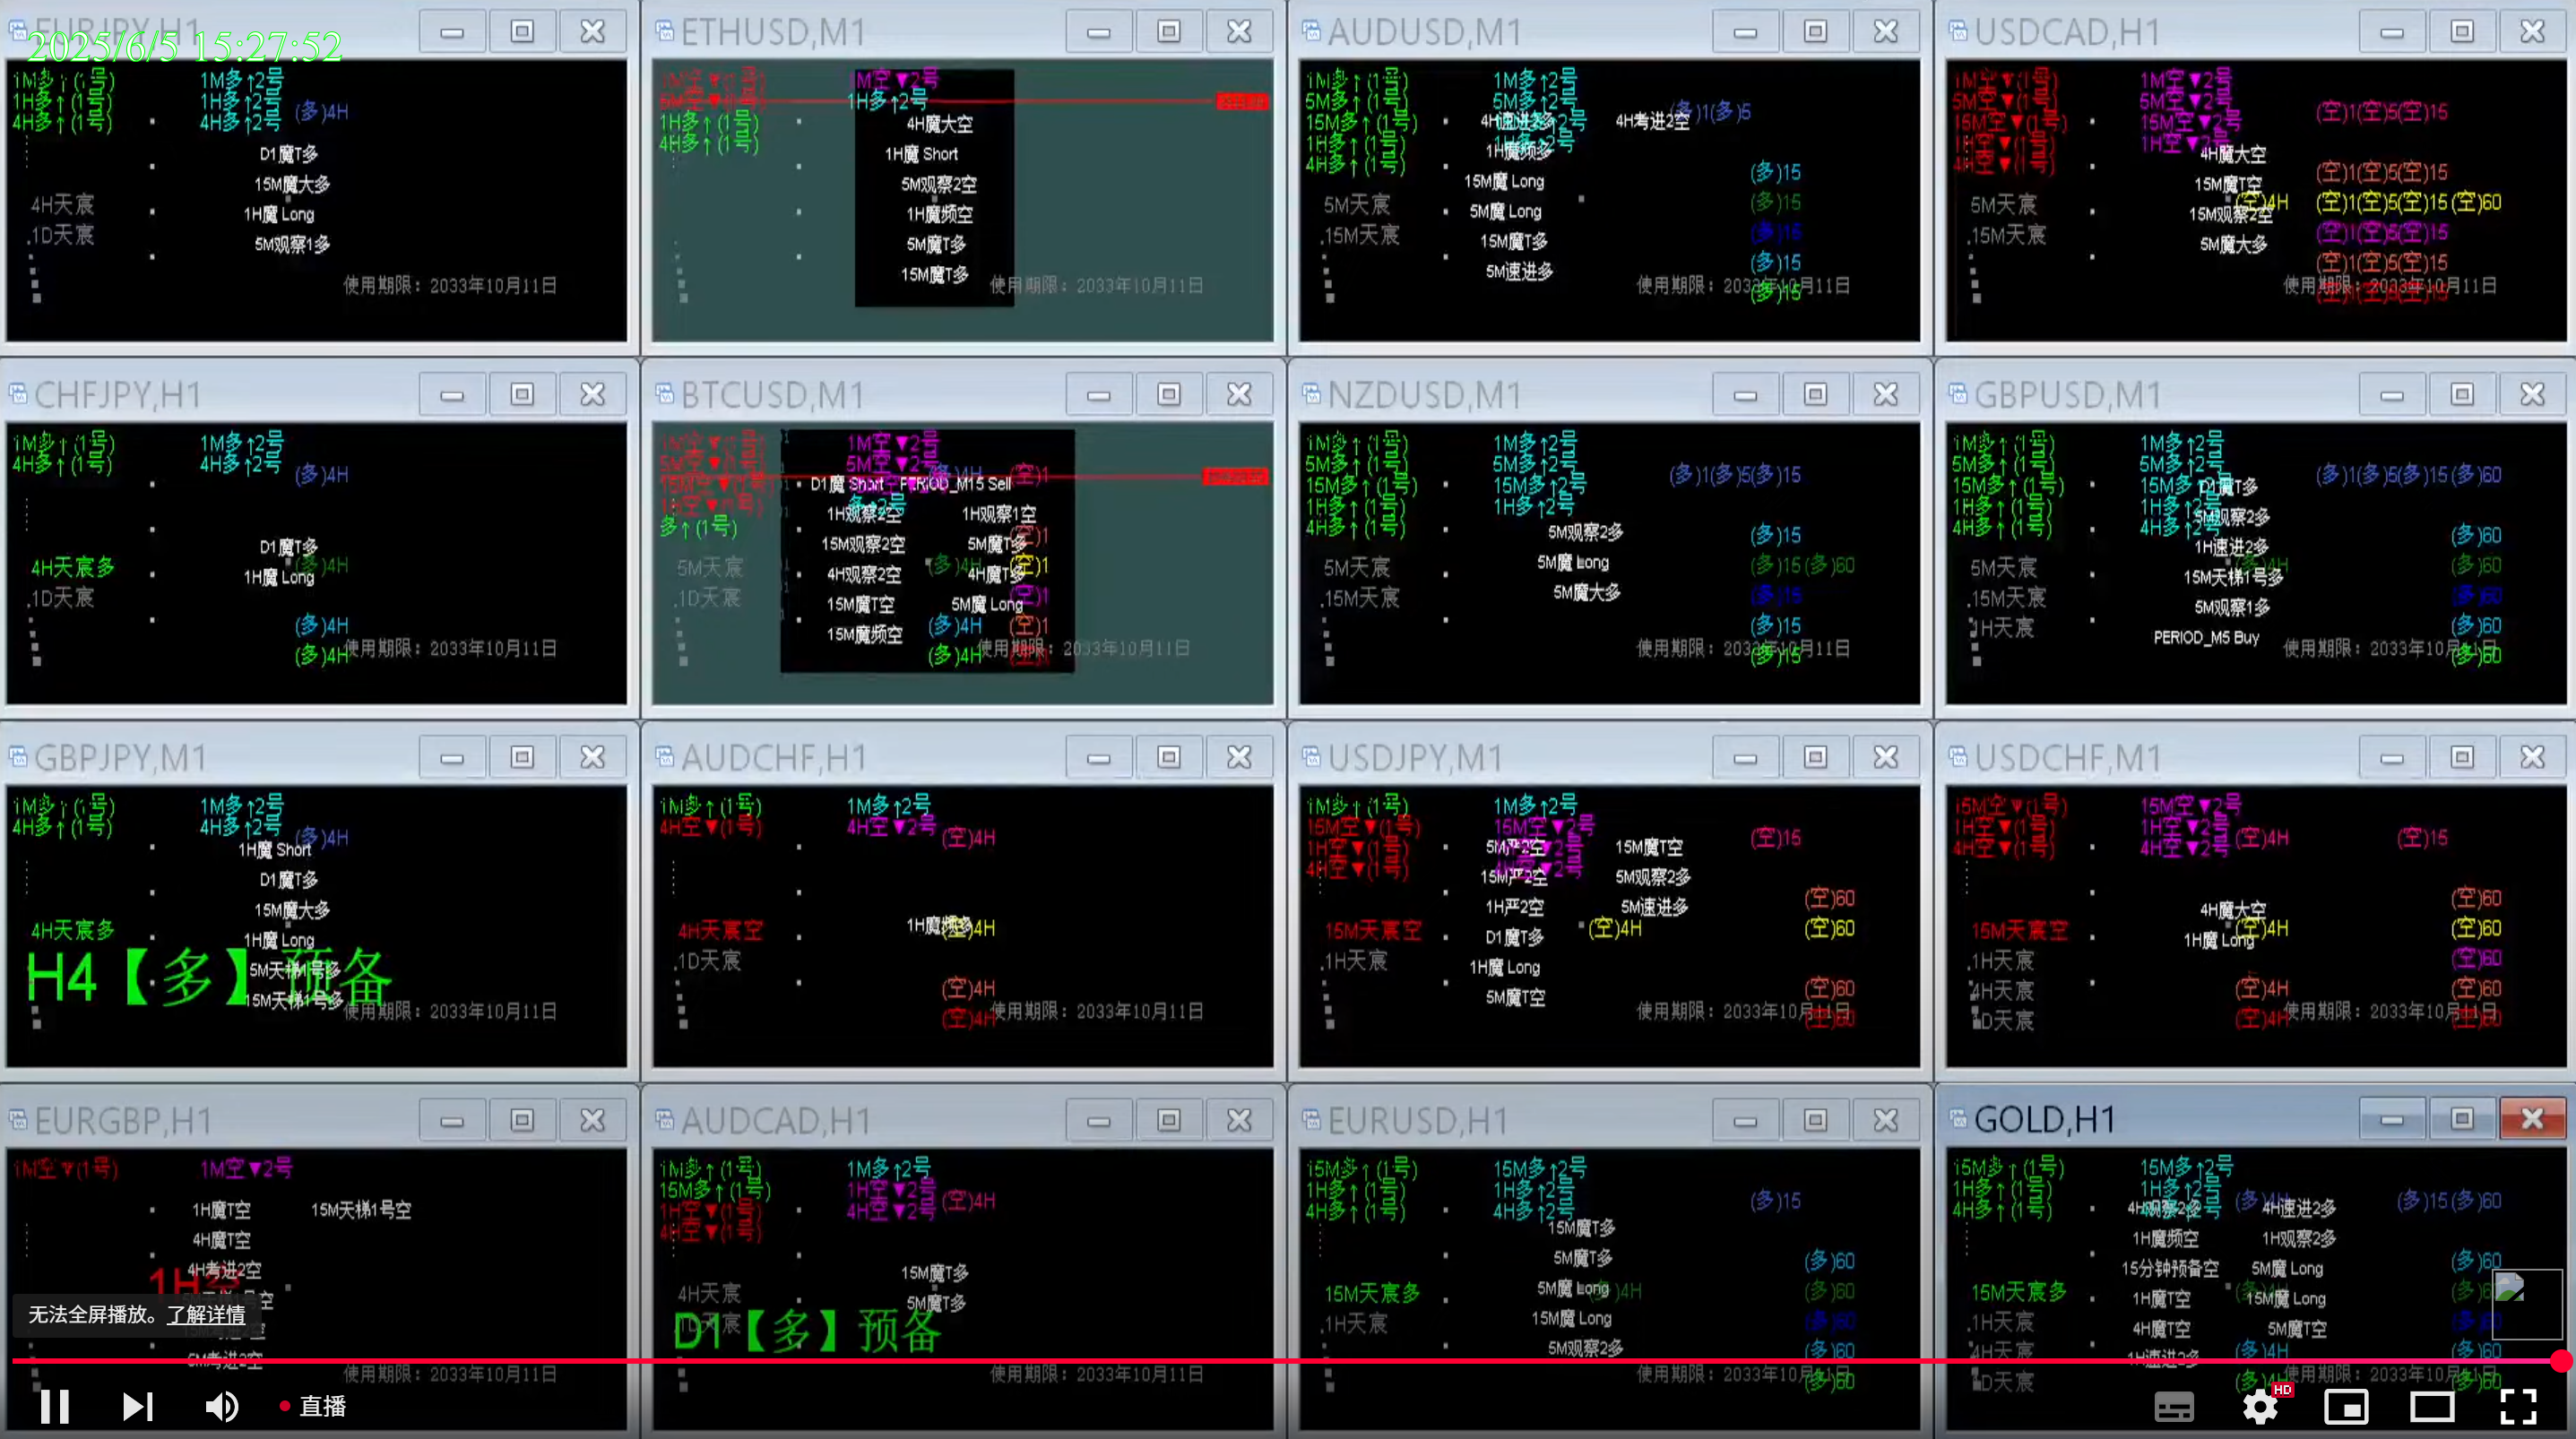 2025/6/5 15:27:52
EURJPY,H1
1M多↑(1号)
1H多↑(1号)
4H多↑(1号)
1M多↑2号
1H多↑2号
4H多↑2号
(多)4H
D1魔T多
15M魔大多
4H天宸
1H魔 Long
.1D天宸
5M观察1多
使用期限：2033年10月11日
ETHUSD,M1
1M空▼(1号)
5M空▼(1号)
1H多↑(1号)
4H多↑(1号)
1M空▼2号
1H多↑2号
4H魔大空
1H魔 Short
5M观察2空
1H魔频空
5M魔T多
15M魔T多
使用期限：2033年10月11日
AUDUSD,M1
1M多↑(1号)
5M多↑(1号)
15M多↑(1号)
1H多↑(1号)
4H多↑(1号)
1M多↑2号
5M多↑2号
1H多↑2号
4H速进2多
4H考进2空
(多)1(多)5
1H魔频多
15M魔 Long
5M魔 Long
15M魔T多
5M速进多
(多)15
(多)15
(多)15
(多)15
(多)15
5M天宸
.15M天宸
使用期限：2033年10月11日
USDCAD,H1
1M空▼(1号)
5M空▼(1号)
15M空▼(1号)
1H空▼(1号)
4H空▼(1号)
1M空▼2号
5M空▼2号
15M空▼2号
1H空▼2号
(空)1(空)5(空)15
4H魔大空
15M魔T空
15M观察2空
5M魔大多
(空)4H
(空)1(空)5(空)15
(空)1(空)5(空)15(空)60
(空)1(空)5(空)15
(空)1(空)5(空)15
(空)1(空)5(空)15
5M天宸
.15M天宸
使用期限：2033年10月11日
CHFJPY,H1
1M多↑(1号)
4H多↑(1号)
1M多↑2号
4H多↑2号
(多)4H
D1魔T多
4H天宸多
(多)4H
1H魔 Long
.1D天宸
(多)4H
(多)4H
使用期限：2033年10月11日
BTCUSD,M1
1M空▼(1号)
5M空▼(1号)
15M空▼(1号)
1H空▼(1号)
多↑(1号)
1M空▼2号
5M空▼2号
(多)4H
(空)1
D1魔 Short
PERIOD_M15 Sell
1H观察2空
1H观察1空
15M观察2空
5M魔T多
4H观察2空
4H魔T多
15M魔T空
5M魔 Long
15M魔频空
(空)1
(多)4H
(空)1
(空)1
(多)4H
(空)1
(多)4H
5M天宸
.1D天宸
使用期限：2033年10月11日
NZDUSD,M1
1M多↑(1号)
5M多↑(1号)
15M多↑(1号)
1H多↑(1号)
4H多↑(1号)
1M多↑2号
5M多↑2号
15M多↑2号
1H多↑2号
(多)1(多)5(多)15
5M观察2多
5M魔 Long
5M魔大多
(多)15
(多)15(多)60
(多)15
(多)15
(多)15
5M天宸
.15M天宸
使用期限：2033年10月11日
GBPUSD,M1
1M多↑(1号)
5M多↑(1号)
15M多↑(1号)
1H多↑(1号)
4H多↑(1号)
1M多↑2号
5M多↑2号
15M多↑2号
1H多↑2号
4H多↑2号
(多)1(多)5(多)15(多)60
D1魔T多
5M观察2多
1H速进2多
15M天梯1号多
5M观察1多
PERIOD_M5 Buy
(多)4H
(多)60
(多)60
(多)60
(多)60
(多)60
5M天宸
.15M天宸
1H天宸
使用期限：2033年10月11日
GBPJPY,M1
1M多↑(1号)
4H多↑(1号)
1M多↑2号
4H多↑2号
(多)4H
1H魔 Short
D1魔T多
15M魔大多
4H天宸多
1H魔 Long
5M天梯1号多
15M天梯1号多
H4【多】预备
使用期限：2033年10月11日
AUDCHF,H1
1M多↑(1号)
4H空▼(1号)
1M多↑2号
4H空▼2号
(空)4H
4H天宸空
1H魔频多
(空)4H
.1D天宸
(空)4H
(空)4H
使用期限：2033年10月11日
USDJPY,M1
1M多↑(1号)
15M空▼(1号)
1H空▼(1号)
4H空▼(1号)
1M多↑2号
15M空▼2号
1H空▼2号
4H空▼2号
(空)15
5M严2空
15M魔T空
15M严2空
5M观察2多
1H严2空
5M速进多
D1魔T多
1H魔 Long
5M魔T空
(空)4H
(空)60
(空)60
(空)60
(空)60
15M天宸空
.1H天宸
使用期限：2033年10月11日
USDCHF,M1
15M空▼(1号)
1H空▼(1号)
4H空▼(1号)
15M空▼2号
1H空▼2号
4H空▼2号
(空)4H
(空)15
4H魔大空
1H魔 Long
(空)4H
(空)60
(空)60
(空)60
(空)4H
(空)60
(空)4H
(空)60
15M天宸空
.1H天宸
4H天宸
1D天宸
使用期限：2033年10月11日
EURGBP,H1
1M空▼(1号)
1M空▼2号
1H魔T空
15M天梯1号空
4H魔T空
4H考进2空
1H空
5M考进2空
使用期限：2033年10月11日
AUDCAD,H1
1M多↑(1号)
15M多↑(1号)
1H空▼(1号)
4H空▼(1号)
1M多↑2号
1H空▼2号
4H空▼2号
(空)4H
15M魔T多
5M魔T多
4H天宸
1D天宸
D1【多】预备
使用期限：2033年10月11日
EURUSD,H1
15M多↑(1号)
1H多↑(1号)
4H多↑(1号)
15M多↑2号
1H多↑2号
4H多↑2号
(多)15
15M魔T多
5M魔T多
5M魔 Long
15M魔 Long
5M观察2多
(多)4H
(多)60
(多)60
(多)60
(多)60
(多)60
15M天宸多
.1H天宸
使用期限：2033年10月11日
GOLD,H1
15M多↑(1号)
1H多↑(1号)
4H多↑(1号)
15M多↑2号
1H多↑2号
4H多↑2号
(多)4H
(多)15(多)60
4H观察2多
4H速进2多
1H魔频空
1H观察2多
15分钟预备空
5M魔 Long
1H魔T空
15M魔 Long
4H魔T空
5M魔T空
1H速进2多
(多)60
(多)4H
(多)60
(多)4H
(多)60
15M天宸多
.1H天宸
4H天宸
1D天宸
使用期限：2033年10月11日
无法全屏播放。了解详情
直播
HD